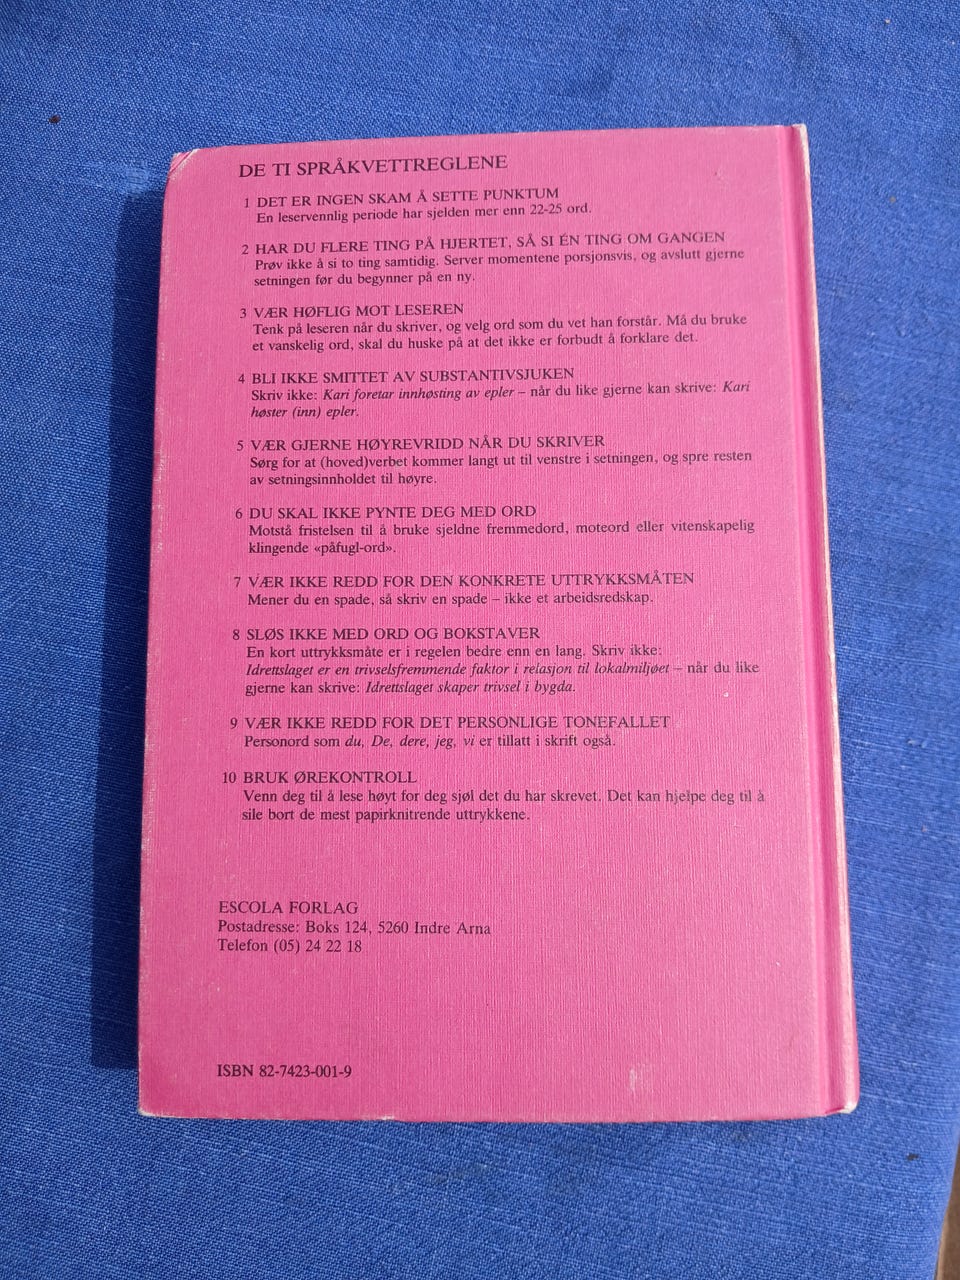 DE TI SPRÅKVETTREGLENE
1 DET ER INGEN SKAM Å SETTE PUNKTUM
En leservennlig periode har sjelden mer enn 22-25 ord.
2 HAR DU FLERE TING PÅ HJERTET, SÅ SI ÉN TING OM GANGEN
Prøv ikke å si to ting samtidig. Server momentene porsjonsvis, og avslutt gjerne
setningen før du begynner på en ny.
3 VÆR HØFLIG MOT LESEREN
Tenk på leseren når du skriver, og velg ord som du vet han forstår. Må du bruke
et vanskelig ord, skal du huske på at det ikke er forbudt å forklare det.
4 BLI IKKE SMITTET AV SUBSTANTIVSJUKEN
Skriv ikke: Kari foretar innhøsting av epler – når du like gjerne kan skrive: Kari
høster (inn) epler.
5 VÆR GJERNE HØYREVRIDD NÅR DU SKRIVER
Sørg for at (hoved)verbet kommer langt ut til venstre i setningen, og spre resten
av setningsinnholdet til høyre.
6 DU SKAL IKKE PYNTE DEG MED ORD
Motstå fristelsen til å bruke sjeldne fremmedord, moteord eller vitenskapelig
klingende «påfugl-ord».
7 VÆR IKKE REDD FOR DEN KONKRETE UTTRYKKSMÅTEN
Mener du en spade, så skriv en spade – ikke et arbeidsredskap.
8 SLØS IKKE MED ORD OG BOKSTAVER
En kort uttrykksmåte er i regelen bedre enn en lang. Skriv ikke:
Idrettslaget er en trivselsfremmende faktor i relasjon til lokalmiljøet – når du like
gjerne kan skrive: Idrettslaget skaper trivsel i bygda.
9 VÆR IKKE REDD FOR DET PERSONLIGE TONEFALLET
Personord som du, De, dere, jeg, vi er tillatt i skrift også.
10 BRUK ØREKONTROLL
Venn deg til å lese høyt for deg sjøl det du har skrevet. Det kan hjelpe deg til å
sile bort de mest papirknitrende uttrykkene.
ESCOLA FORLAG
Postadresse: Boks 124, 5260 Indre Arna
Telefon (05) 24 22 18
ISBN 82-7423-001-9